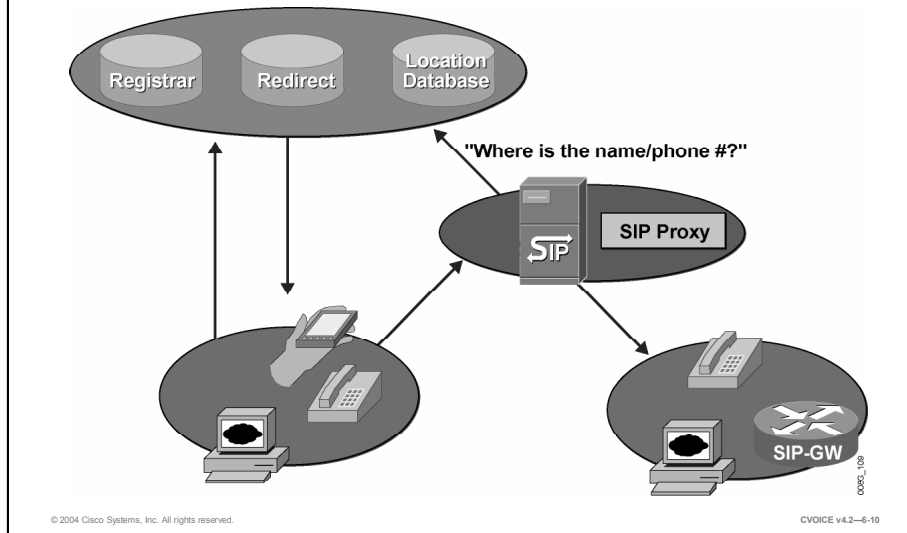 Registrar
Redirect
Location
Database
"Where is the name/phone #?"
SIP
SIP Proxy
SIP-GW
008G_109
© 2004 Cisco Systems, Inc. All rights reserved.
CVOICE v4.2—6-10